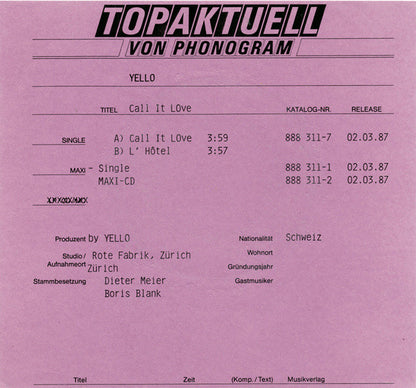 TOPAKTUELL
VON PHONOGRAM
YELLO
TITEL Call It LOve KATALOG-NR. RELEASE
SINGLE A) Call It LOve 3:59 888 311-7 02.03.87
B) L' Hôtel 3:57
MAXI - Single 888 311-1 02.03.87
MAXI-CD 888 311-2 02.03.87
Produzent by YELLO Nationalität Schweiz
Studio/ Rote Fabrik, Zürich Wohnort
Aufnahmeort Zürich Gründungsjahr
Stammbesetzung Dieter Meier Gastmusiker
Boris Blank
Titel Zeit (Komp./Text) Musikverlag